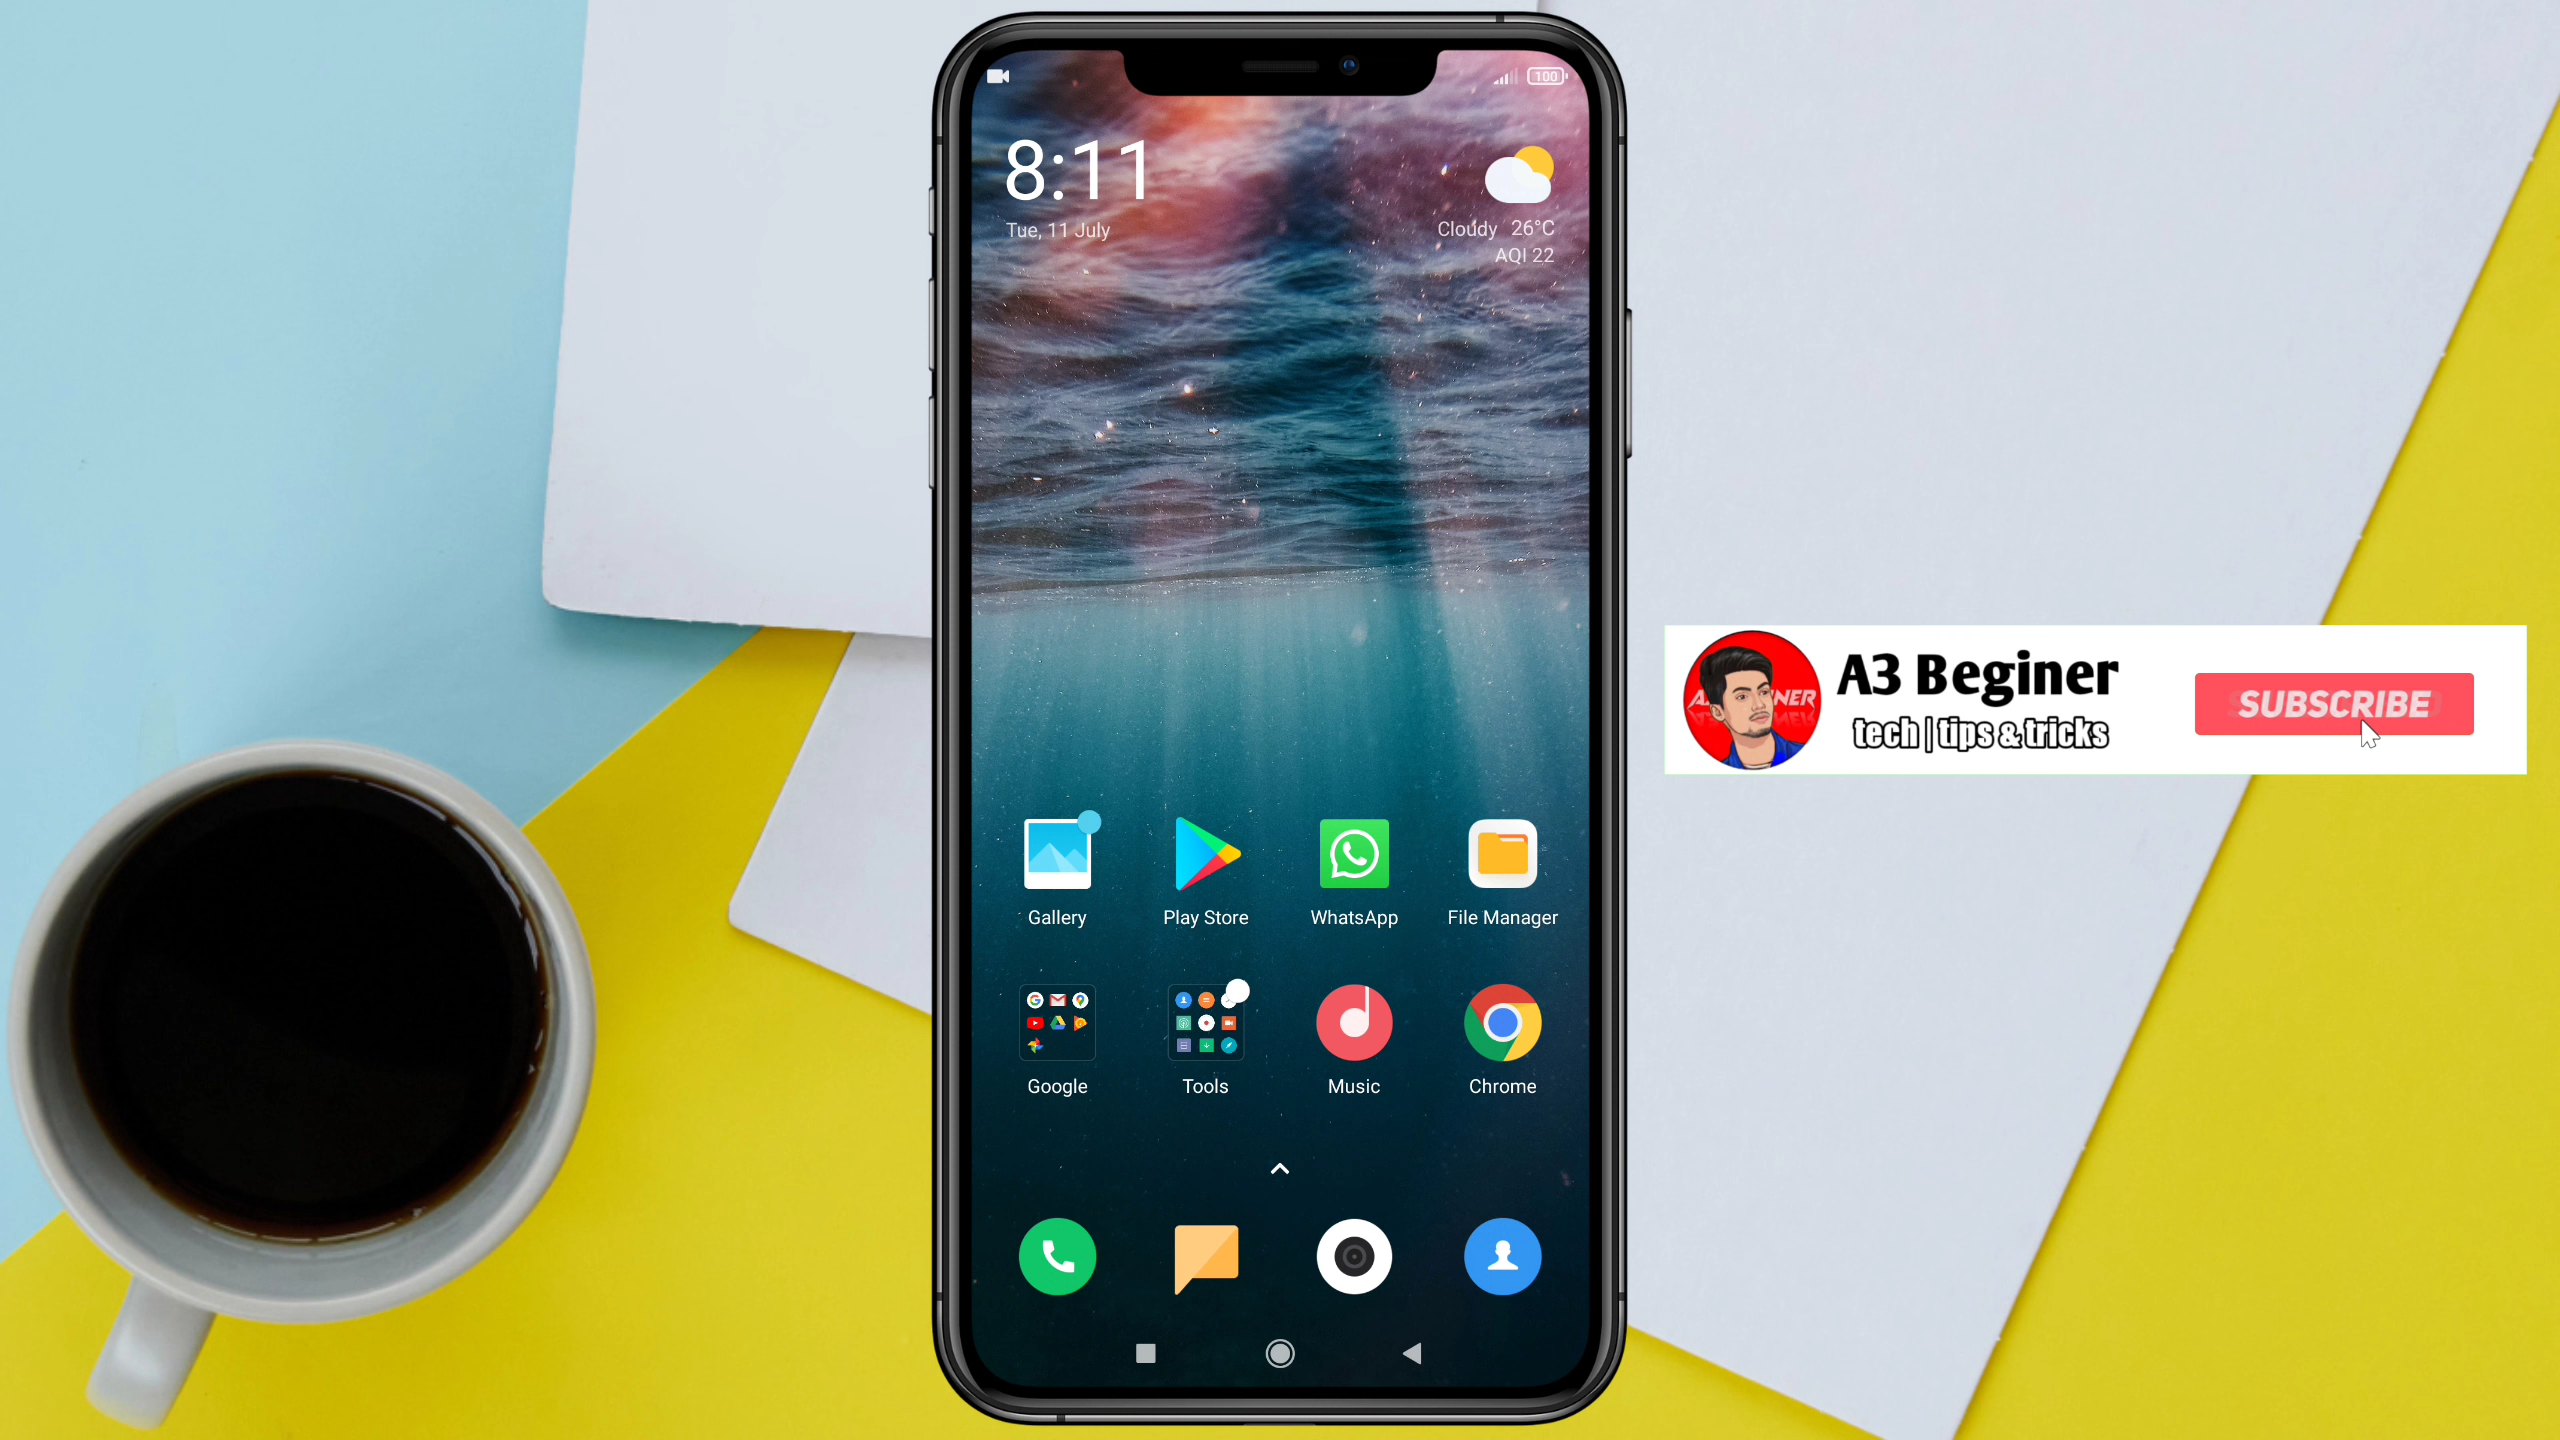 100
8:11
Tue, 11 July
Cloudy 26°C
AQI 22
A3 Beginer
tech | tips & tricks
SUBSCRIBE
Gallery
Play Store
WhatsApp
File Manager
Google
Tools
Music
Chrome